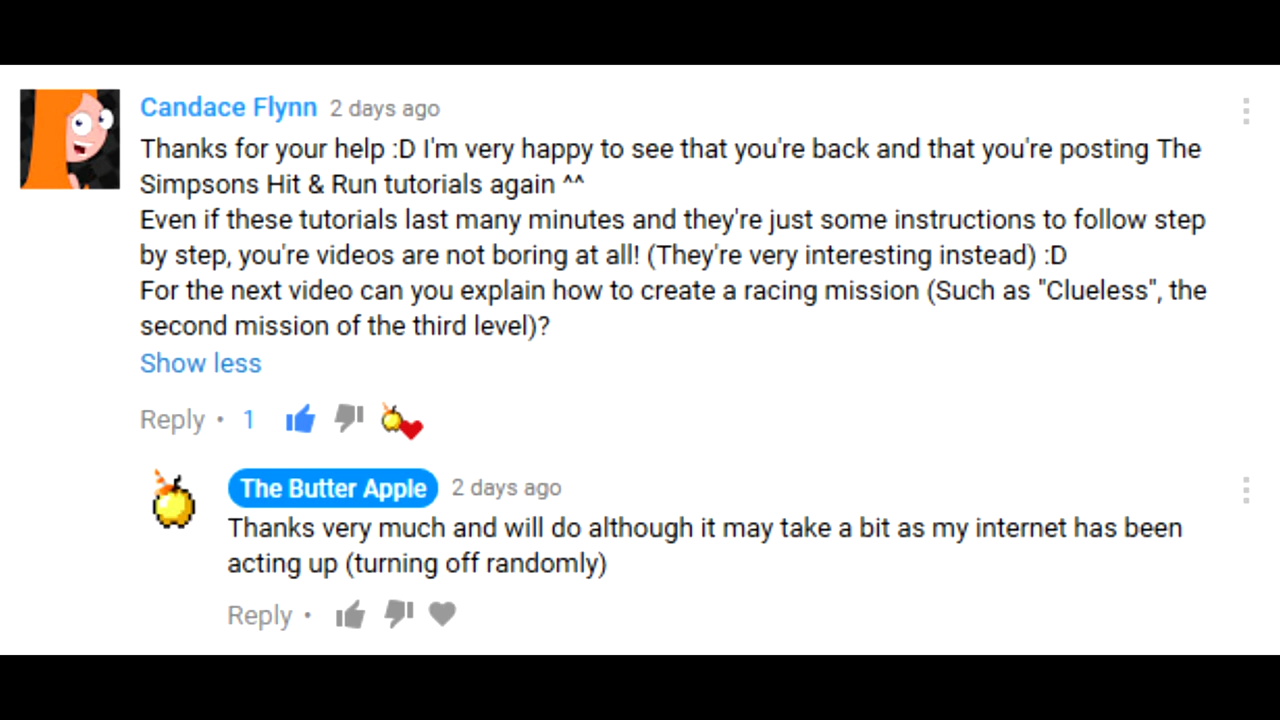 Candace Flynn 2 days ago
Thanks for your help :D I'm very happy to see that you're back and that you're posting The
Simpsons Hit & Run tutorials again ^^
Even if these tutorials last many minutes and they're just some instructions to follow step
by step, you're videos are not boring at all! (They're very interesting instead) :D
For the next video can you explain how to create a racing mission (Such as "Clueless", the
second mission of the third level)?
Show less
Reply • 1
The Butter Apple 2 days ago
Thanks very much and will do although it may take a bit as my internet has been
acting up (turning off randomly)
Reply •